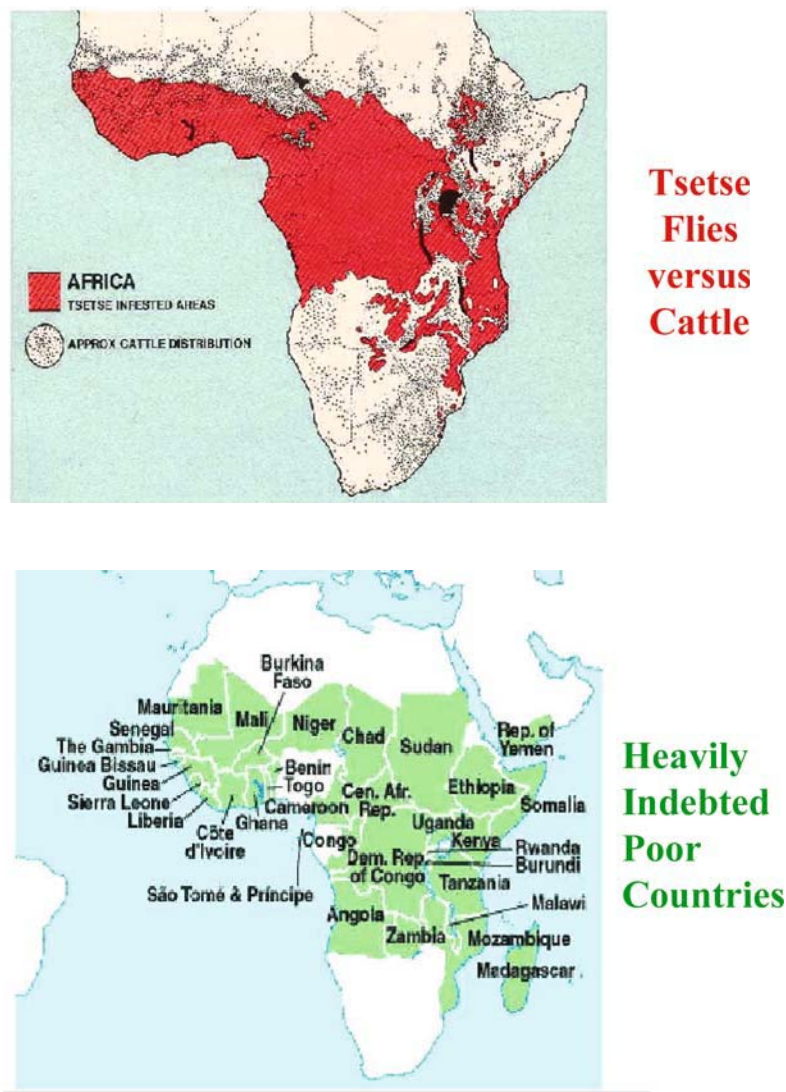 AFRICA
TSETSE INFESTED AREAS
APPROX CATTLE DISTRIBUTION
Tsetse
Flies
versus
Cattle
Burkina
Faso
Mauritania
Mali
Niger
Chad
Sudan
Rep. of
Yemen
Senegal
The Gambia
Guinea Bissau
Guinea
Sierra Leone
Liberia
Côte
d'Ivoire
Ghana
Benin
Togo
Cameroon
Cen. Afr.
Rep.
Ethiopia
Somalia
Uganda
Kenya
Congo
Dem. Rep.
of Congo
Rwanda
Burundi
Tanzania
São Tomé & Príncipe
Angola
Zambia
Malawi
Mozambique
Madagascar
Heavily
Indebted
Poor
Countries